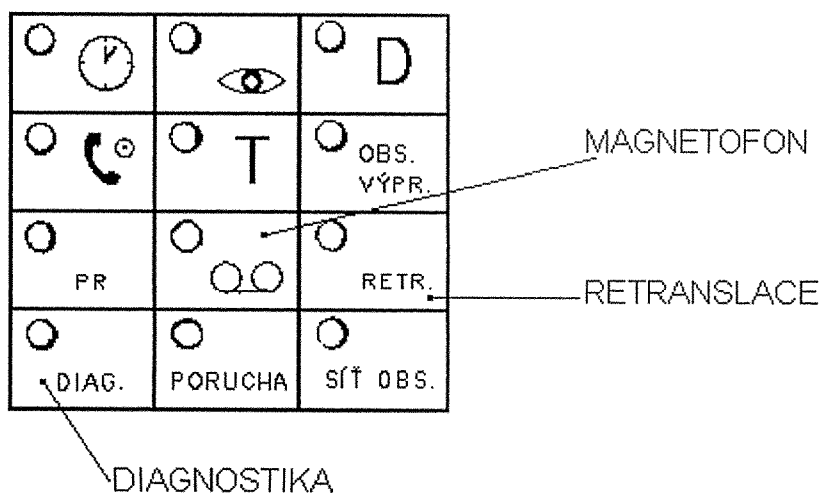 D
T
OBS.
VÝPR.
MAGNETOFON
PR
RETR.
RETRANSLACE
DIAG.
PORUCHA
SÍŤ OBS.
DIAGNOSTIKA